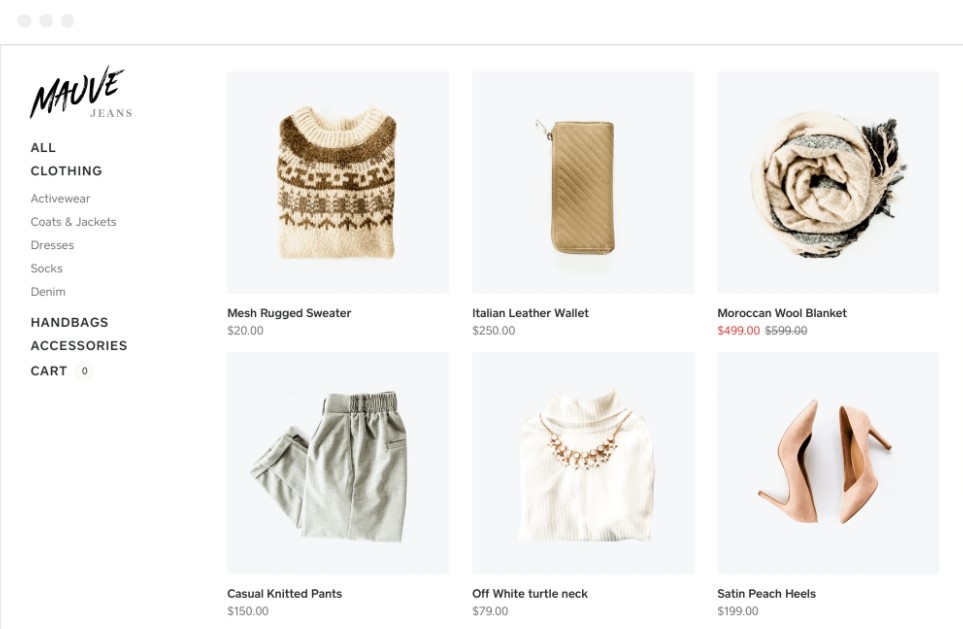 MAUVE
JEANS
ALL
CLOTHING
Activewear
Coats & Jackets
Dresses
Socks
Denim
HANDBAGS
ACCESSORIES
CART 0
Mesh Rugged Sweater
$20.00
Italian Leather Wallet
$250.00
Moroccan Wool Blanket
$499.00 $599.00
Casual Knitted Pants
$150.00
Off White turtle neck
$79.00
Satin Peach Heels
$199.00